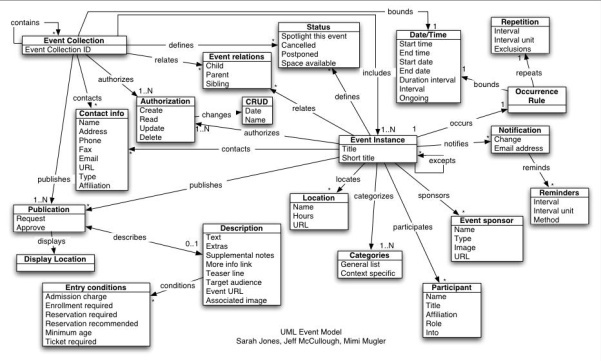 contains
Event Collection
Event Collection ID
bounds
1
defines
*
Status
Spotlight this event
Cancelled
Postponed
Space available
relates
*
Event relations
Child
Parent
Sibling
includes
Date/Time
Start time
End time
Start date
End date
Duration interval
Interval
Ongoing
1
bounds
Repetition
Interval
Interval unit
Exclusions
1
repeats
Occurrence
Rule
1
occurs
authorizes
1..N
Authorization
Create
Read
Update
Delete
1..N
changes
CRUD
Date
Name
authorizes
relates
defines
contacts
*
Contact info
Name
Address
Phone
Fax
Email
URL
Type
Affiliation
*
contacts
1..N
Event Instance
Title
Short title
*
excepts
notifies
*
Notification
Change
Email address
reminds
*
Reminders
Interval
Interval unit
Method
publishes
1..N
Publication
Request
Approve
*
publishes
displays
Display Location
describes
0..1
Description
Text
Extras
Supplemental notes
More info link
Teaser line
Target audience
Event URL
Associated image
conditions
*
Entry conditions
Admission charge
Enrollment required
Reservation required
Reservation recommended
Minimum age
Ticket required
locates
*
Location
Name
Hours
URL
categorizes
1..N
Categories
General list
Context specific
sponsors
*
Event sponsor
Name
Type
Image
URL
participates
*
Participant
Name
Title
Affiliation
Role
Into
UML Event Model
Sarah Jones, Jeff McCullough, Mimi Mugler